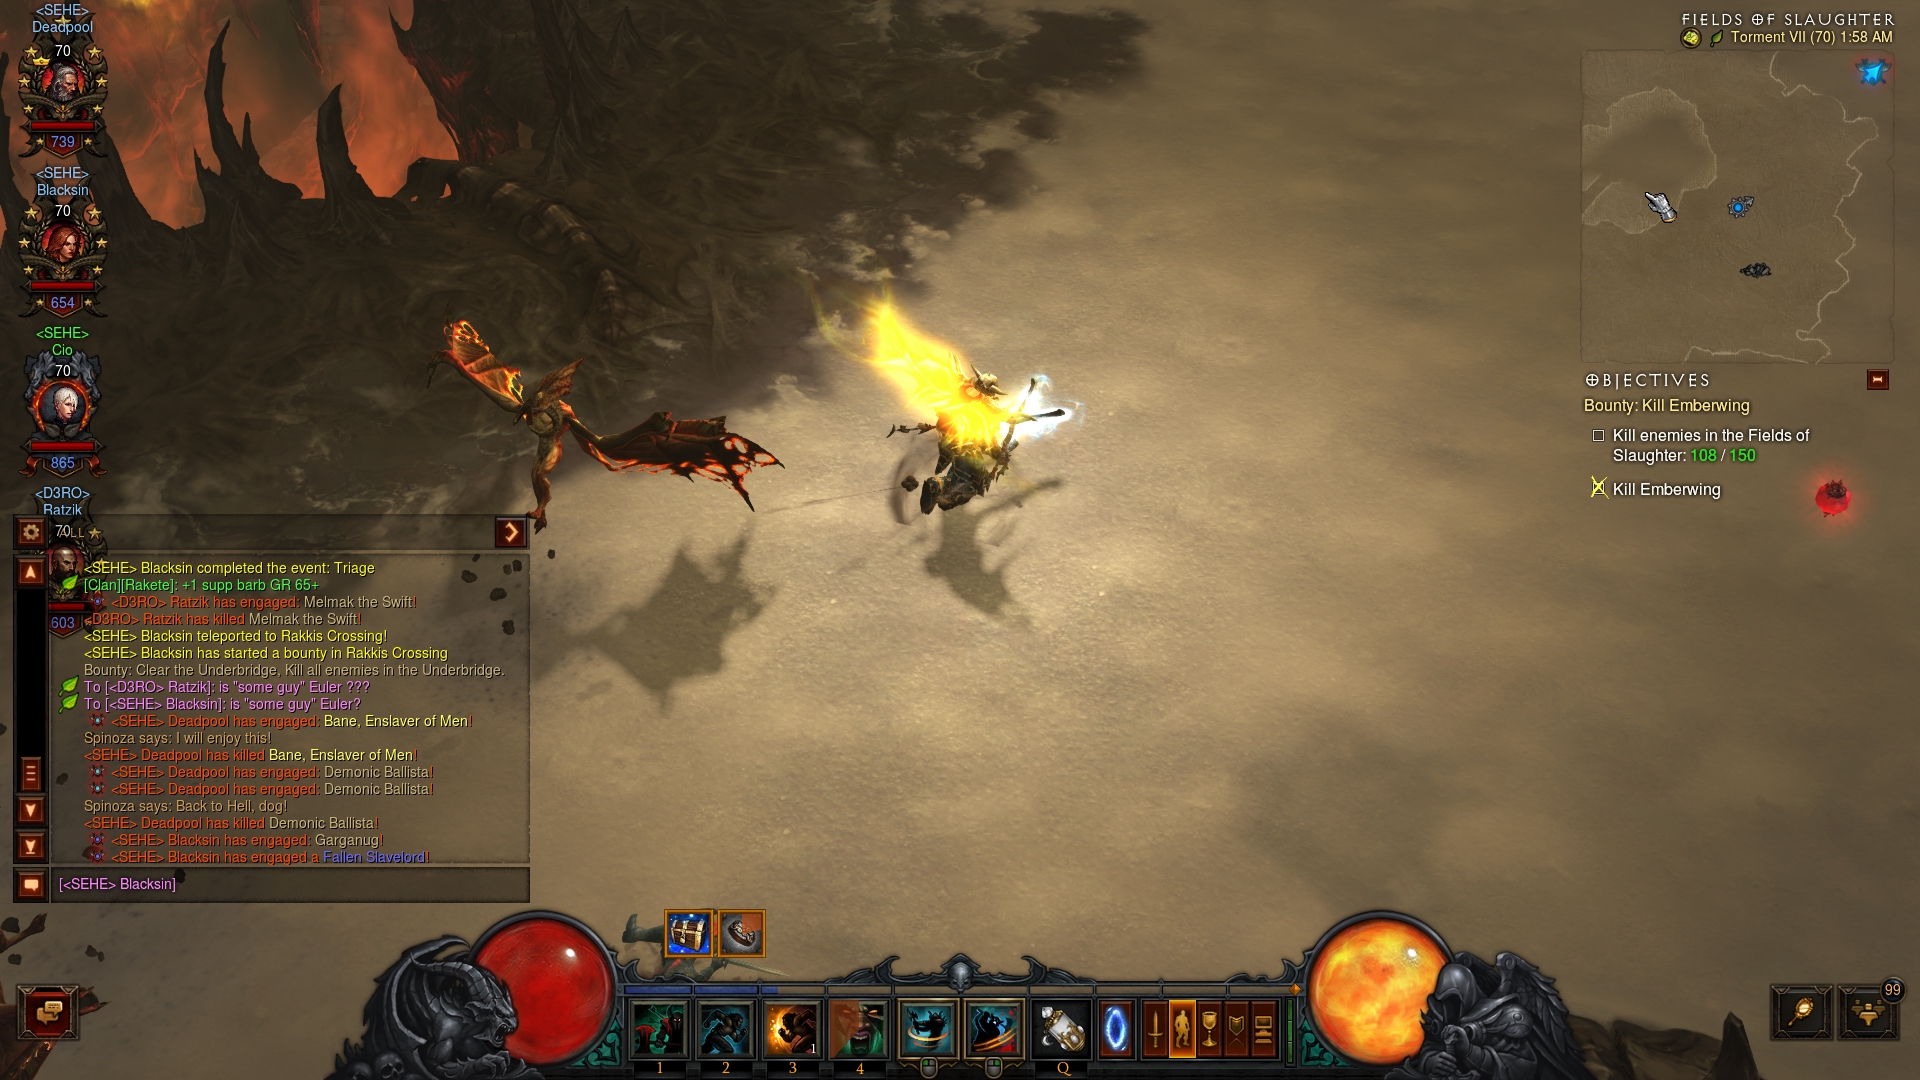 <SEHE>
Deadpool
70
739
<SEHE>
Blacksin
70
654
<SEHE>
Cio
70
865
<D3RO>
Ratzik
70
603
<SEHE> Blacksin completed the event: Triage
[Clan][Rakete]: +1 supp barb GR 65+
<D3RO> Ratzik has engaged: Melmak the Swift!
<D3RO> Ratzik has killed Melmak the Swift!
<SEHE> Blacksin teleported to Rakkis Crossing!
<SEHE> Blacksin has started a bounty in Rakkis Crossing
Bounty: Clear the Underbridge, Kill all enemies in the Underbridge.
To [<D3RO> Ratzik]: is "some guy" Euler ???
To [<SEHE> Blacksin]: is "some guy" Euler?
<SEHE> Deadpool has engaged: Bane, Enslaver of Men!
Spinoza says: I will enjoy this!
<SEHE> Deadpool has killed Bane, Enslaver of Men!
<SEHE> Deadpool has engaged: Demonic Ballista!
<SEHE> Deadpool has engaged: Demonic Ballista!
Spinoza says: Back to Hell, dog!
<SEHE> Deadpool has killed Demonic Ballista!
<SEHE> Blacksin has engaged: Garganug!
<SEHE> Blacksin has engaged a Fallen Slavelord!
[<SEHE> Blacksin]
FIELDS OF SLAUGHTER
Torment VII (70) 1:58 AM
OBJECTIVES
Bounty: Kill Emberwing
Kill enemies in the Fields of
Slaughter: 108 / 150
Kill Emberwing
1
1 2 3 4 Q
99